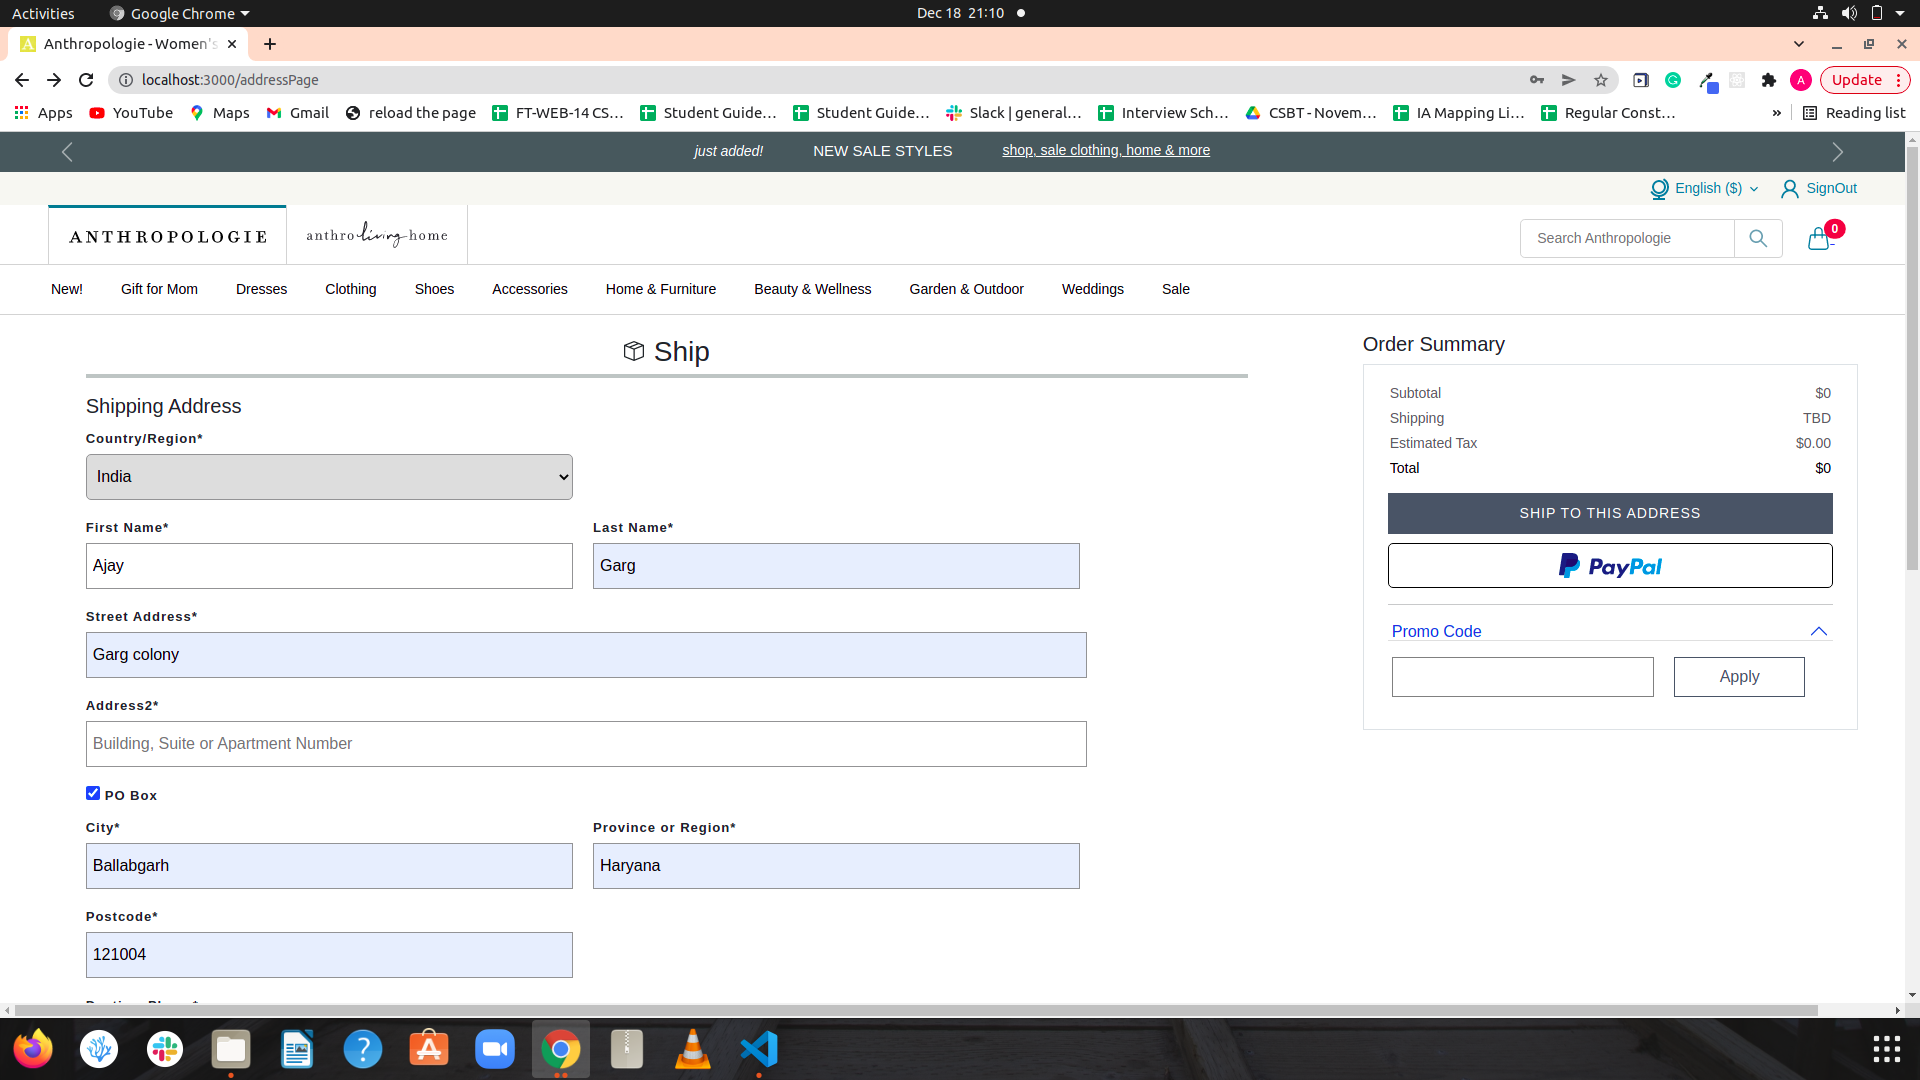 Activities Google Chrome Dec 18 21:10
Anthropologie - Women's
localhost:3000/addressPage A Update
Apps YouTube Maps Gmail reload the page FT-WEB-14 CS... Student Guide... Student Guide... Slack | general... Interview Sch... CSBT - Novem... IA Mapping Li... Regular Const... » Reading list
just added! NEW SALE STYLES shop, sale clothing, home & more
English ($) SignOut
ANTHROPOLOGIE anthroliving home Search Anthropologie 0
New! Gift for Mom Dresses Clothing Shoes Accessories Home & Furniture Beauty & Wellness Garden & Outdoor Weddings Sale
Ship
Shipping Address
Country/Region*
India
First Name* Last Name*
Ajay Garg
Street Address*
Garg colony
Address2*
Building, Suite or Apartment Number
PO Box
City* Province or Region*
Ballabgarh Haryana
Postcode*
121004
Order Summary
Subtotal $0
Shipping TBD
Estimated Tax $0.00
Total $0
SHIP TO THIS ADDRESS
PayPal
Promo Code
Apply